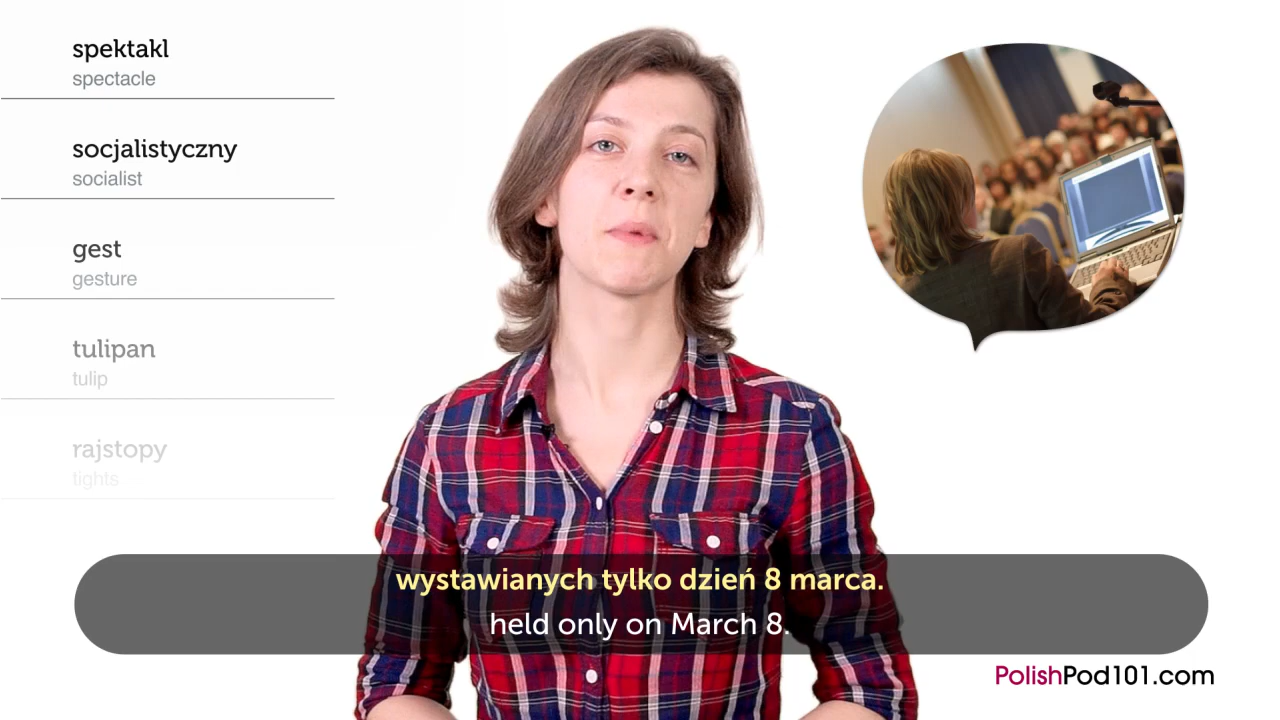 spektakl
spectacle
socjalistyczny
socialist
gest
gesture
tulipan
tulip
rajstopy
tights
wystawianych tylko dzień 8 marca.
held only on March 8.
PolishPod101.com